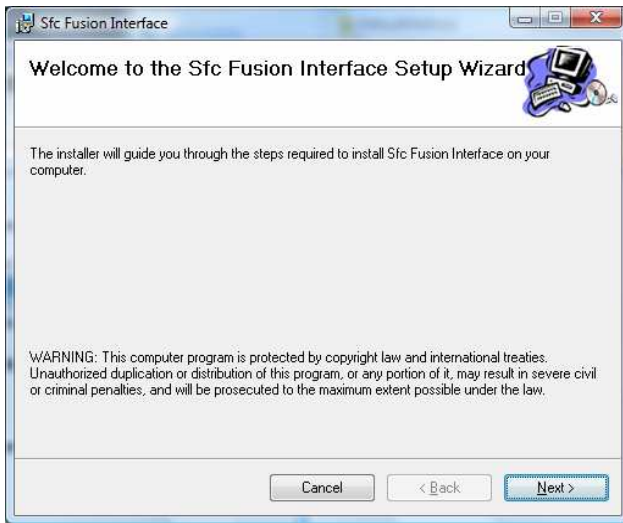 Sfc Fusion Interface
Welcome to the Sfc Fusion Interface Setup Wizard
The installer will guide you through the steps required to install Sfc Fusion Interface on your
computer.
WARNING: This computer program is protected by copyright law and international treaties.
Unauthorized duplication or distribution of this program, or any portion of it, may result in severe civil
or criminal penalties, and will be prosecuted to the maximum extent possible under the law.
Cancel < Back Next >